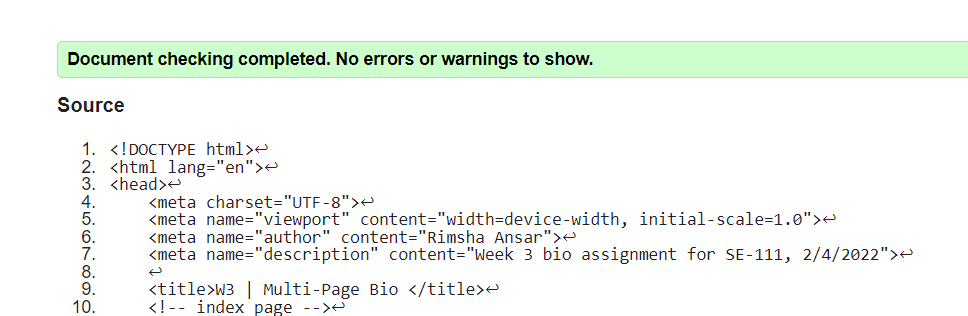 Document checking completed. No errors or warnings to show.
Source
1. <!DOCTYPE html>↩
2. <html lang="en">↩
3. <head>↩
4. <meta charset="UTF-8">↩
5. <meta name="viewport" content="width=device-width, initial-scale=1.0">↩
6. <meta name="author" content="Rimsha Ansar">↩
7. <meta name="description" content="Week 3 bio assignment for SE-111, 2/4/2022">↩
8. ↩
9. <title>W3 | Multi-Page Bio </title>↩
10. <!-- index page -->↩